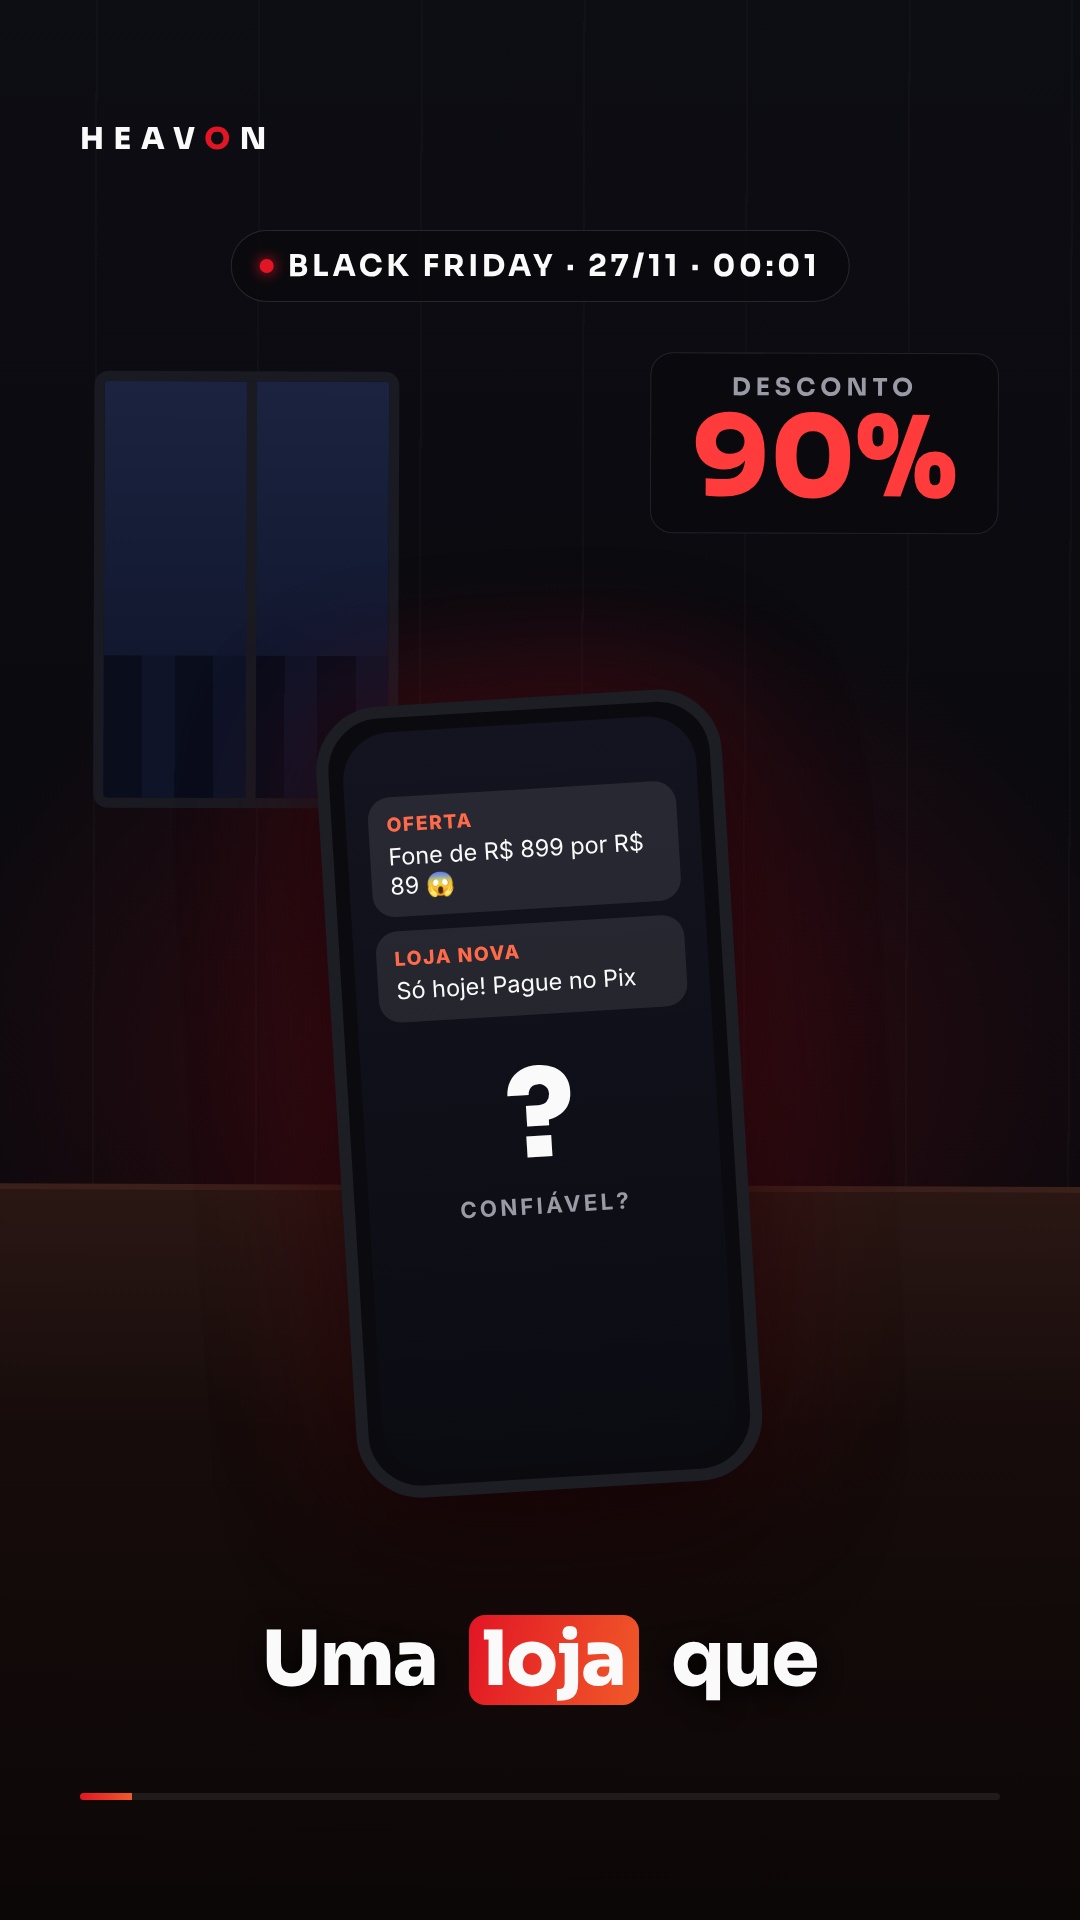 HEAVON
BLACK FRIDAY · 27/11 · 00:01
DESCONTO
90%
OFERTA
Fone de R$ 899 por R$
89 😱
LOJA NOVA
Só hoje! Pague no Pix
?
CONFIÁVEL?
Uma loja que